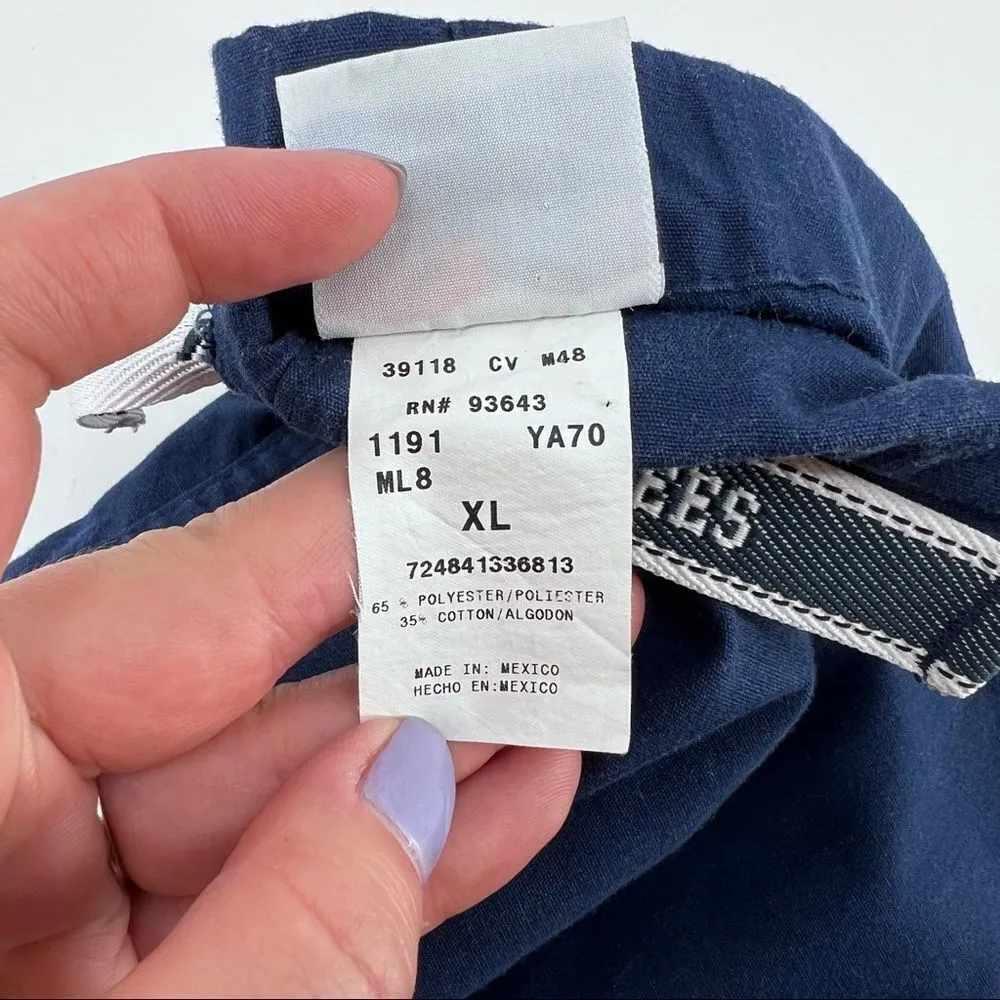 39118 CV M48
RN# 93643
1191 YA70
ML8
XL
724841336813
65 % POLYESTER/POLIESTER
35% COTTON/ALGODON
MADE IN: MEXICO
HECHO EN:MEXICO
EES